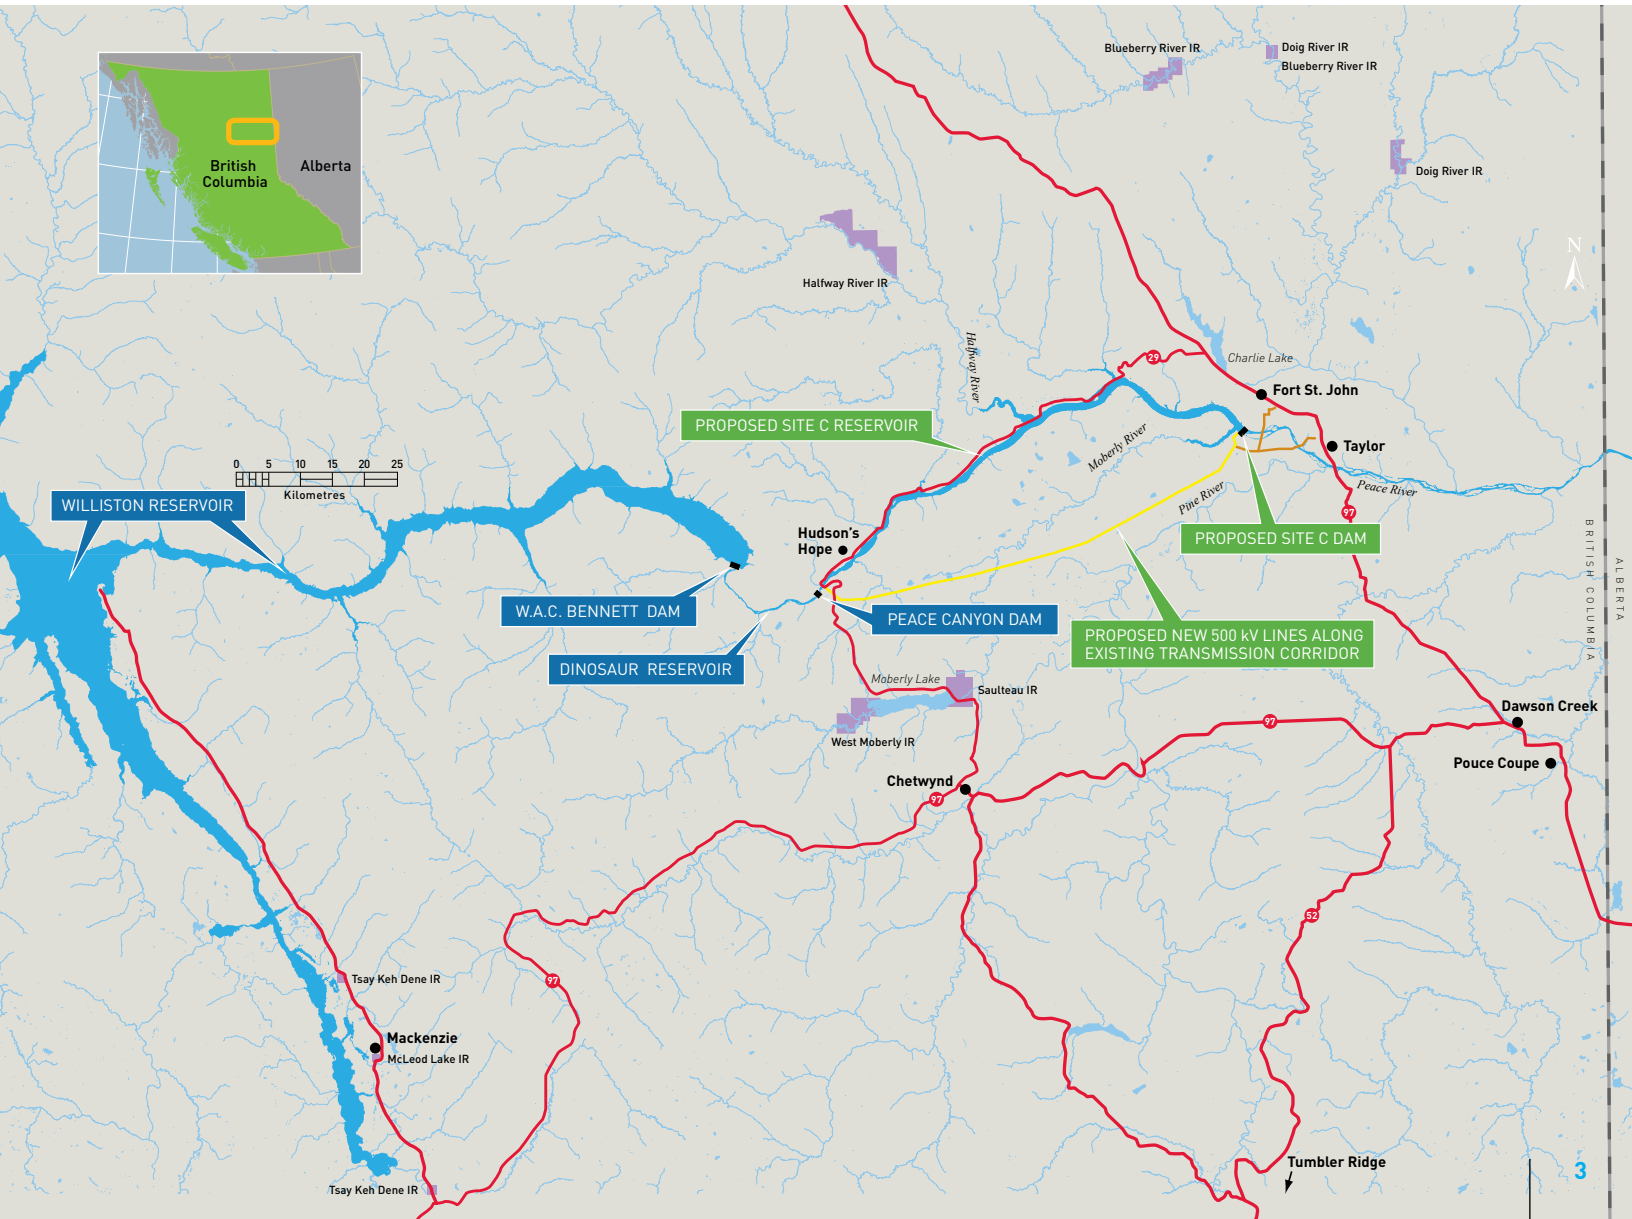 Blueberry River IR
Doig River IR
Blueberry River IR
Doig River IR
British
Columbia
Alberta
N
Halfway River IR
Halfway River
29
Charlie Lake
Fort St. John
PROPOSED SITE C RESERVOIR
Moberly River
Taylor
0 5 10 15 20 25
Kilometres
WILLISTON RESERVOIR
Pine River
Peace River
97
Hudson's
Hope
PROPOSED SITE C DAM
BRITISH COLUMBIA
ALBERTA
W.A.C. BENNETT DAM
PEACE CANYON DAM
PROPOSED NEW 500 kV LINES ALONG
EXISTING TRANSMISSION CORRIDOR
DINOSAUR RESERVOIR
Moberly Lake
Saulteau IR
West Moberly IR
97
Dawson Creek
Pouce Coupe
Chetwynd
97
52
Tsay Keh Dene IR
97
Mackenzie
McLeod Lake IR
Tumbler Ridge
3
Tsay Keh Dene IR